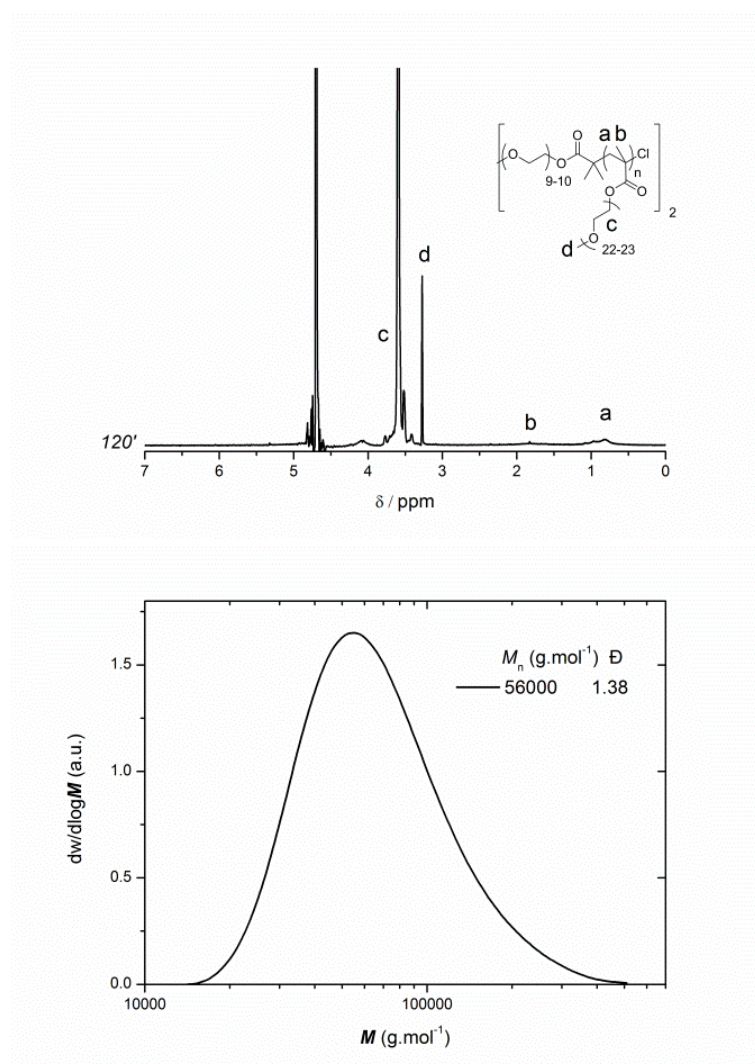 a b
O
O
O
9-10
n
Cl
O
O
c
2
O
d
22-23
d
c
b
a
120'
7 6 5 4 3 2 1 0
δ / ppm
Mn (g.mol-1) Đ
56000 1.38
1.5
1.0
0.5
0.0
dw/dlogM (a.u.)
10000 100000
M (g.mol-1)